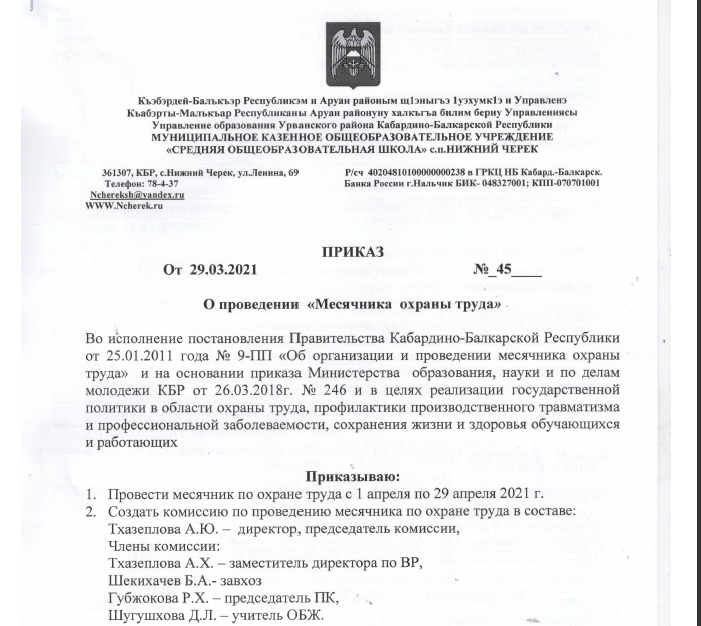 Къэбэрдей-Балъкъэр Республикэм и Аруан районым щ1эныгъэ 1уэхумк1э и Управленэ
Къабэрты-Малъкъар Республиканы Аруан районуну халкъгъа билим бериу Управлениясы
Управление образования Урванского района Кабардино-Балкарской Республики
МУНИЦИПАЛЬНОЕ КАЗЕННОЕ ОБЩЕОБРАЗОВАТЕЛЬНОЕ УЧРЕЖДЕНИЕ
«СРЕДНЯЯ ОБЩЕОБРАЗОВАТЕЛЬНАЯ ШКОЛА» с.п.НИЖНИЙ ЧЕРЕК
361307, КБР, с.Нижний Черек, ул.Ленина, 69
Телефон: 78-4-37
Nchereksh@yandex.ru
WWW.Ncherek.ru
Р/сч 40204810100000000238 в ГРКЦ НБ Кабард.-Балкарск.
Банка России г.Нальчик БИК- 048327001; КПП-070701001
ПРИКАЗ
От 29.03.2021 №_45____
О проведении «Месячника охраны труда»
Во исполнение постановления Правительства Кабардино-Балкарской Республики
от 25.01.2011 года № 9-ПП «Об организации и проведении месячника охраны
труда» и на основании приказа Министерства образования, науки и по делам
молодежи КБР от 26.03.2018г. № 246 и в целях реализации государственной
политики в области охраны труда, профилактики производственного травматизма
и профессиональной заболеваемости, сохранения жизни и здоровья обучающихся
и работающих
Приказываю:
1. Провести месячник по охране труда с 1 апреля по 29 апреля 2021 г.
2. Создать комиссию по проведению месячника по охране труда в составе:
Тхазеплова А.Ю. – директор, председатель комиссии,
Члены комиссии:
Тхазеплова А.Х. – заместитель директора по ВР,
Шекихачев Б.А.- завхоз
Губжокова Р.Х. – председатель ПК,
Шугушхова Д.Л. – учитель ОБЖ.